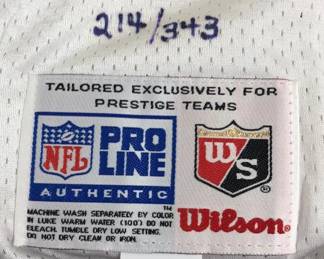 214/343
TAILORED EXCLUSIVELY FOR
PRESTIGE TEAMS
NFL PRO
LINE
AUTHENTIC
W
S
®
Wilson®
™
MACHINE WASH SEPARATELY BY COLOR
IN LUKE WARM WATER (100°) DO NOT
BLEACH. TUMBLE DRY LOW SETTING.
DO NOT DRY CLEAN OR IRON.